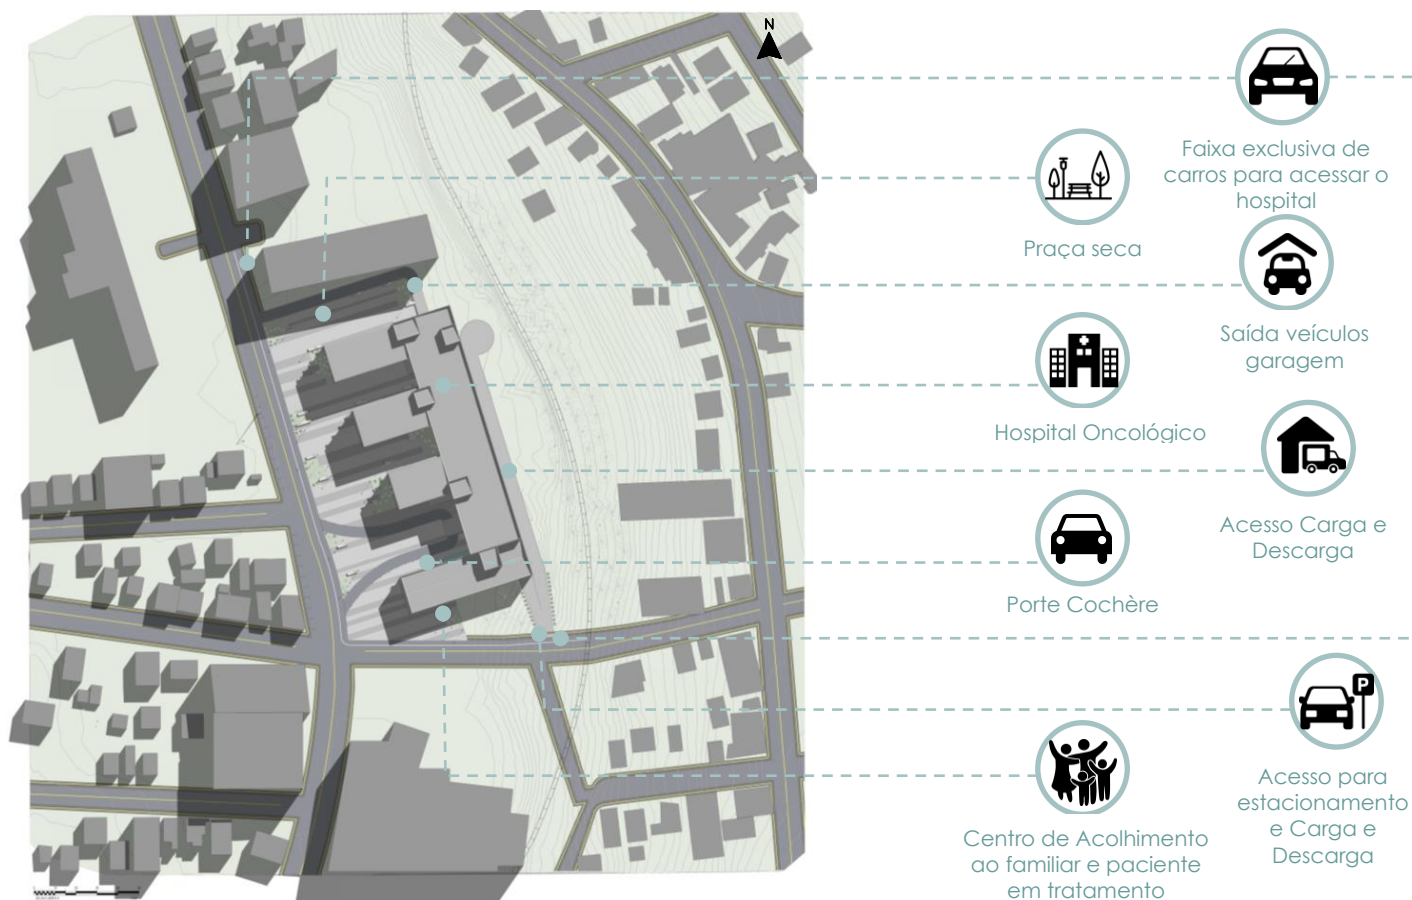 N
Faixa exclusiva de
carros para acessar o
hospital
Praça seca
Saída veículos
garagem
Hospital Oncológico
Acesso Carga e
Descarga
Porte Cochère
P
Acesso para
estacionamento
e Carga e
Descarga
Centro de Acolhimento
ao familiar e paciente
em tratamento